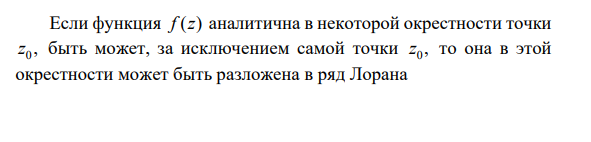 Если функция f(z) аналитична в некоторой окрестности точки
z₀, быть может, за исключением самой точки z₀, то она в этой
окрестности может быть разложена в ряд Лорана